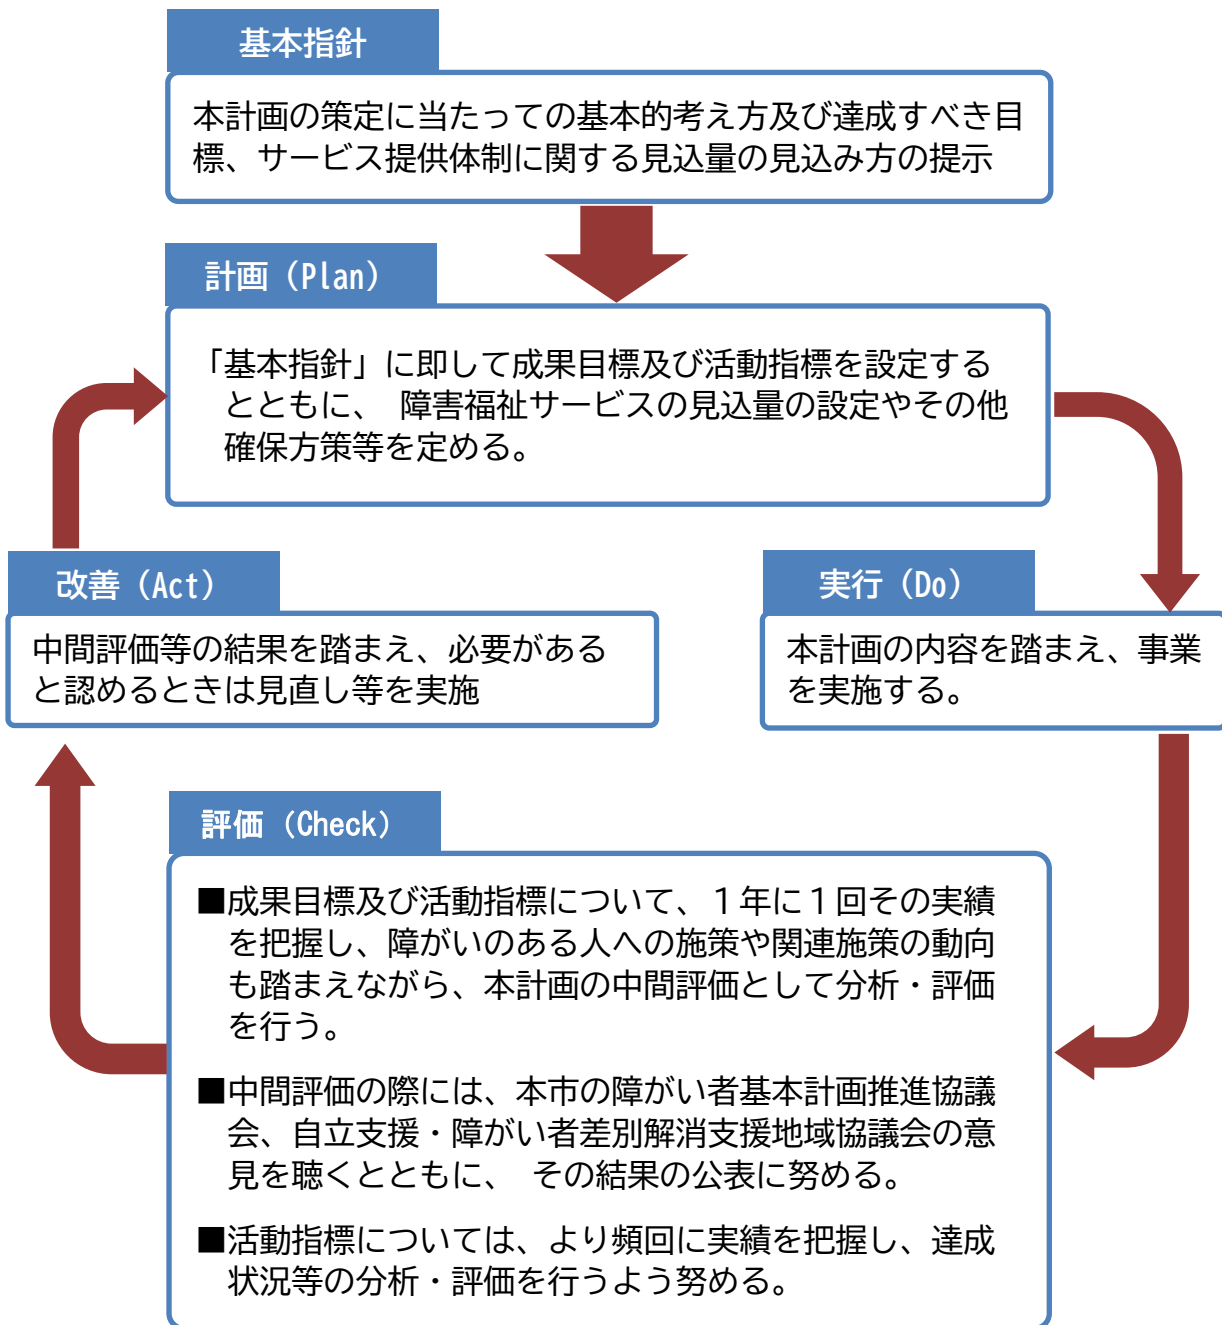 基本指針
本計画の策定に当たっての基本的考え方及び達成すべき目
標、サービス提供体制に関する見込量の見込み方の提示
計画（Plan）
「基本指針」に即して成果目標及び活動指標を設定する
とともに、 障害福祉サービスの見込量の設定やその他
確保方策等を定める。
改善（Act）
中間評価等の結果を踏まえ、必要がある
と認めるときは見直し等を実施
実行（Do）
本計画の内容を踏まえ、事業
を実施する。
評価（Check）
■成果目標及び活動指標について、１年に１回その実績
を把握し、障がいのある人への施策や関連施策の動向
も踏まえながら、本計画の中間評価として分析・評価
を行う。
■中間評価の際には、本市の障がい者基本計画推進協議
会、自立支援・障がい者差別解消支援地域協議会の意
見を聴くとともに、 その結果の公表に努める。
■活動指標については、より頻回に実績を把握し、達成
状況等の分析・評価を行うよう努める。